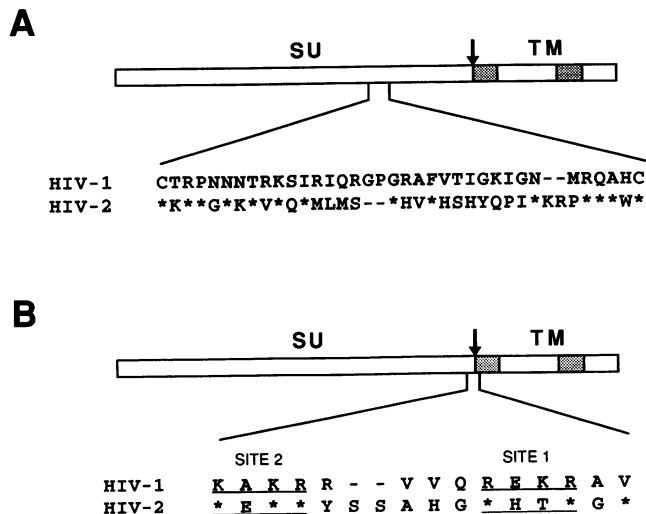 A
SU TM
HIV-1 CTRPNNNTRKSIRIQRGPGRAFVTIGKIGN--MRQAHC
HIV-2 *K**G*K*V*Q*MLMS--*HV*HSHYQPI*KRP***W*
B
SU TM
SITE 2 SITE 1
HIV-1 K A K R R - - V V Q R E K R A V
HIV-2 * E * * Y S S A H G * H T * G *